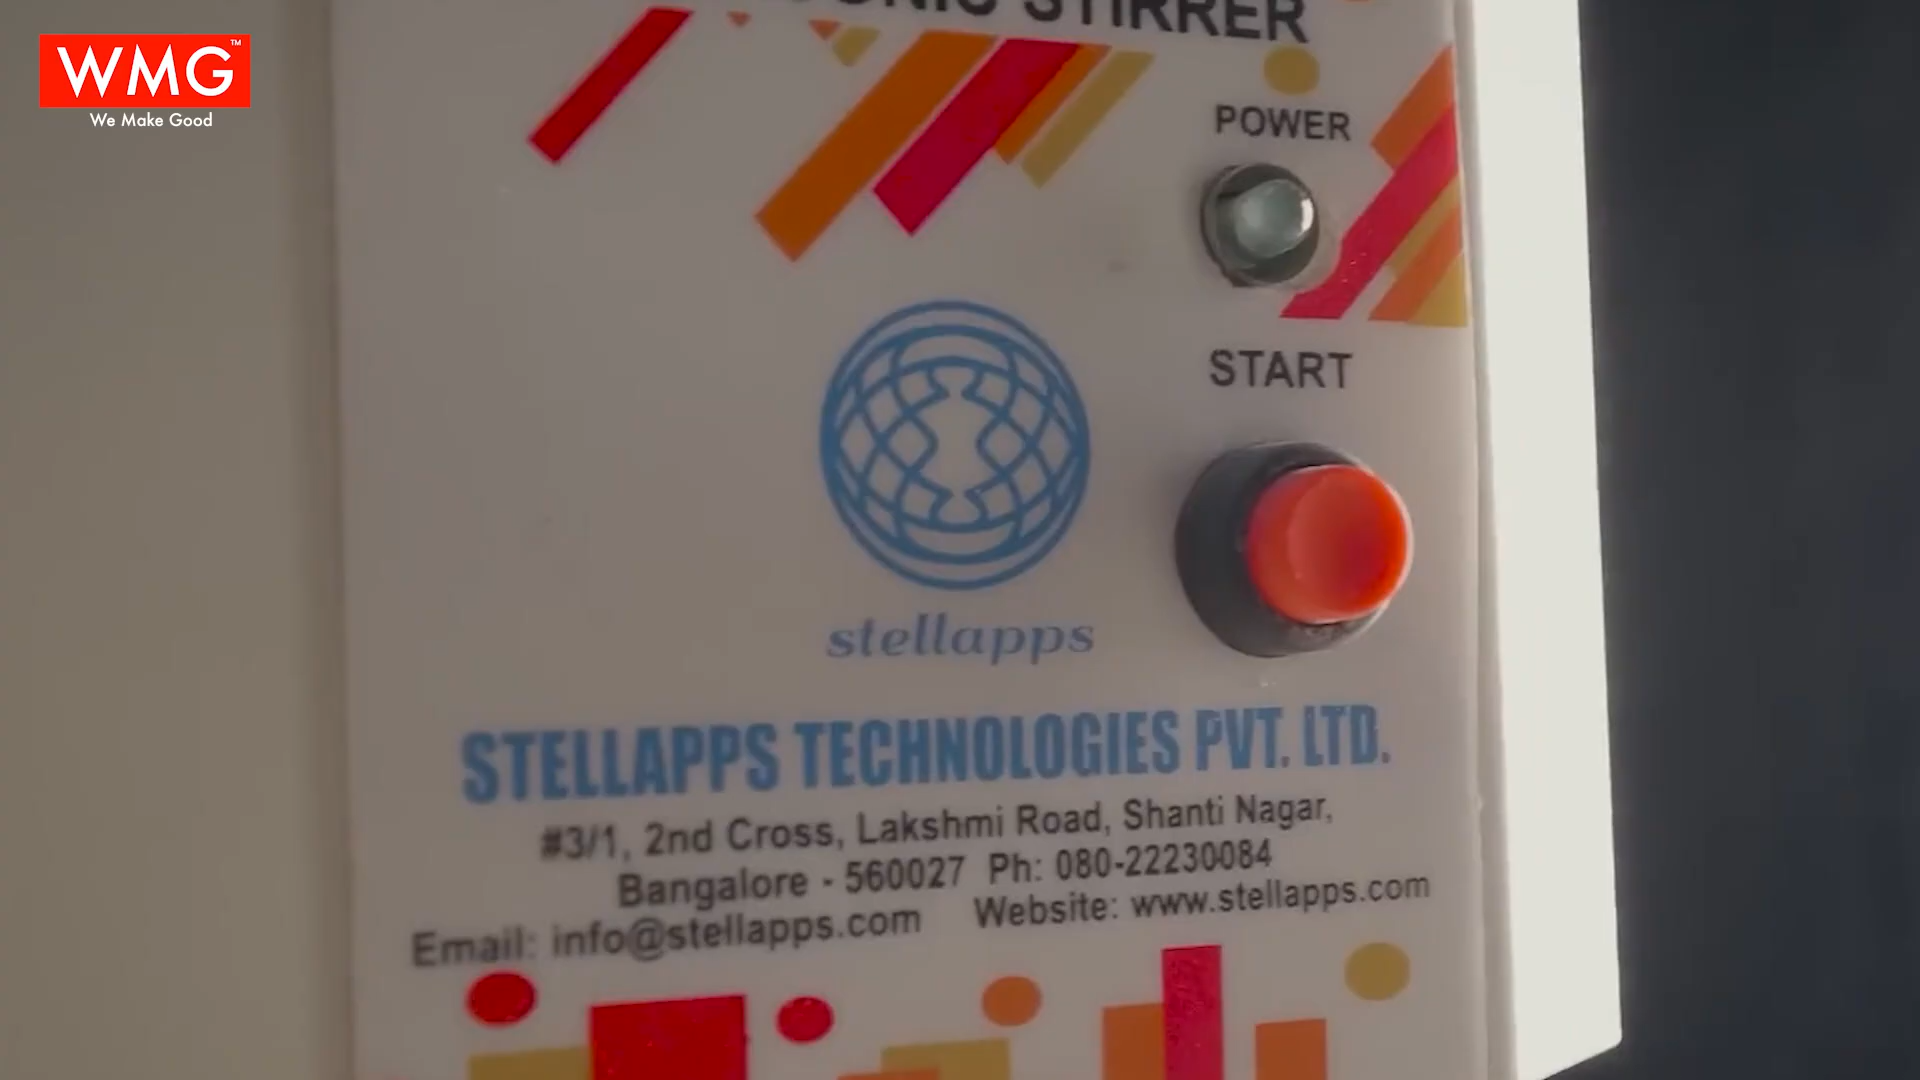 WMG™
We Make Good
STIRRER
POWER
START
stellapps
STELLAPPS TECHNOLOGIES PVT. LTD.
#3/1, 2nd Cross, Lakshmi Road, Shanti Nagar,
Bangalore - 560027 Ph: 080-22230084
Email: info@stellapps.com Website: www.stellapps.com